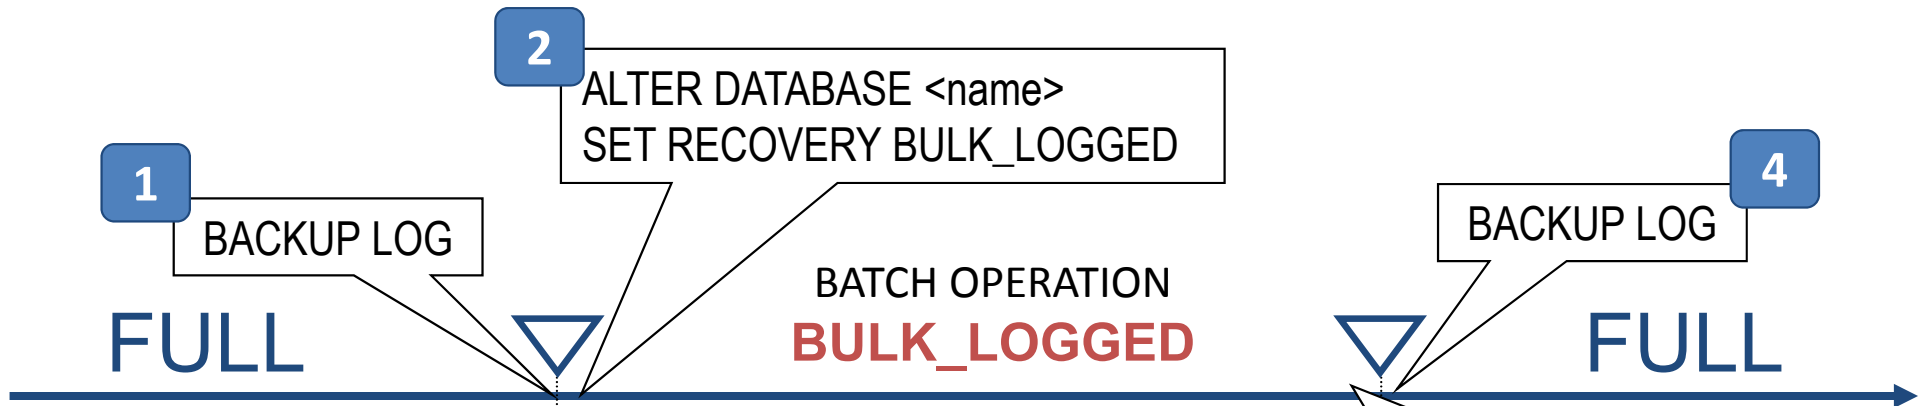 1
BACKUP LOG
2
ALTER DATABASE <name>
SET RECOVERY BULK_LOGGED
4
BACKUP LOG
FULL
BATCH OPERATION
BULK_LOGGED
FULL